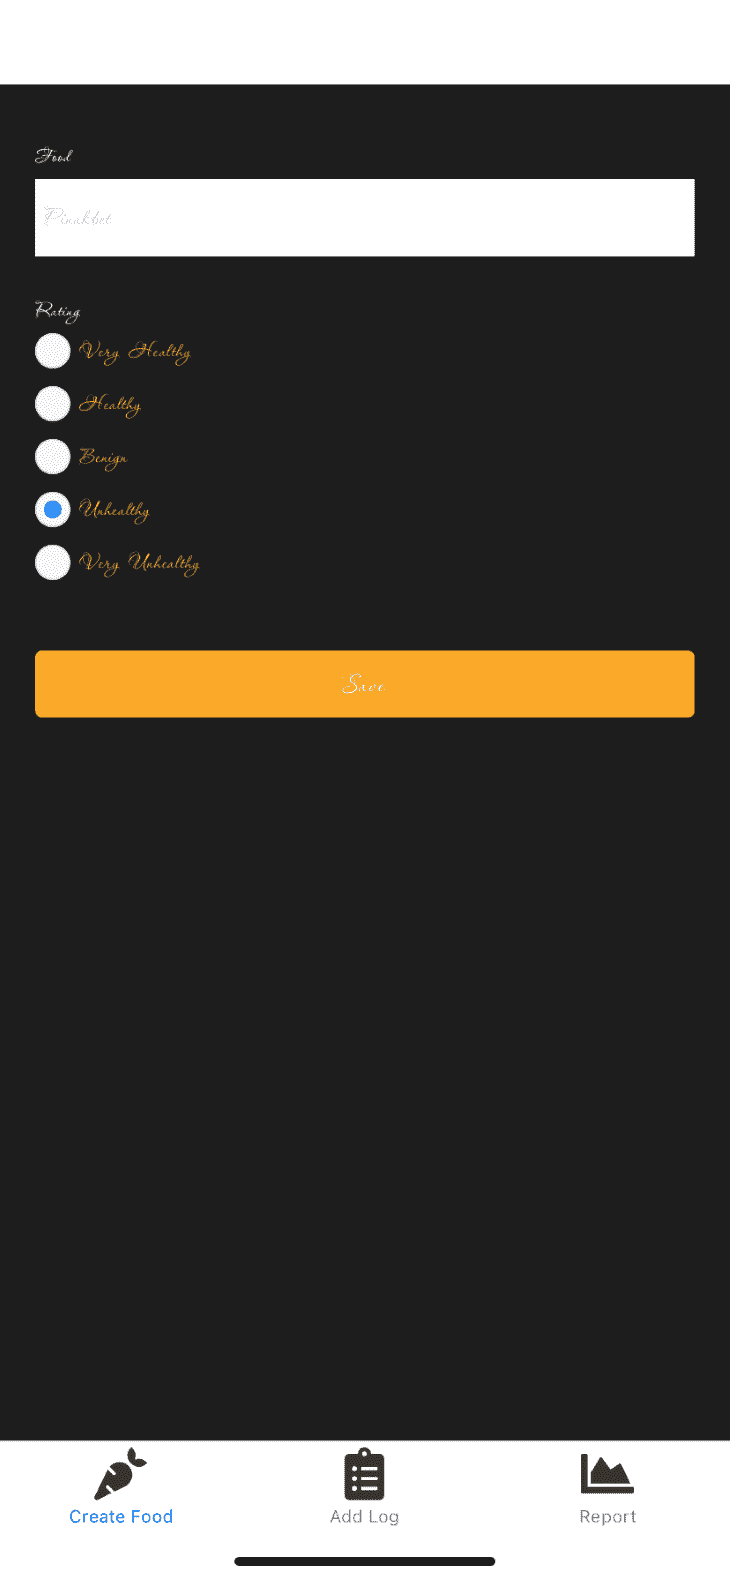 Food
Pinakbet
Rating
Very Healthy
Healthy
Benign
Unhealthy
Very Unhealthy
Save
Create Food
Add Log
Report